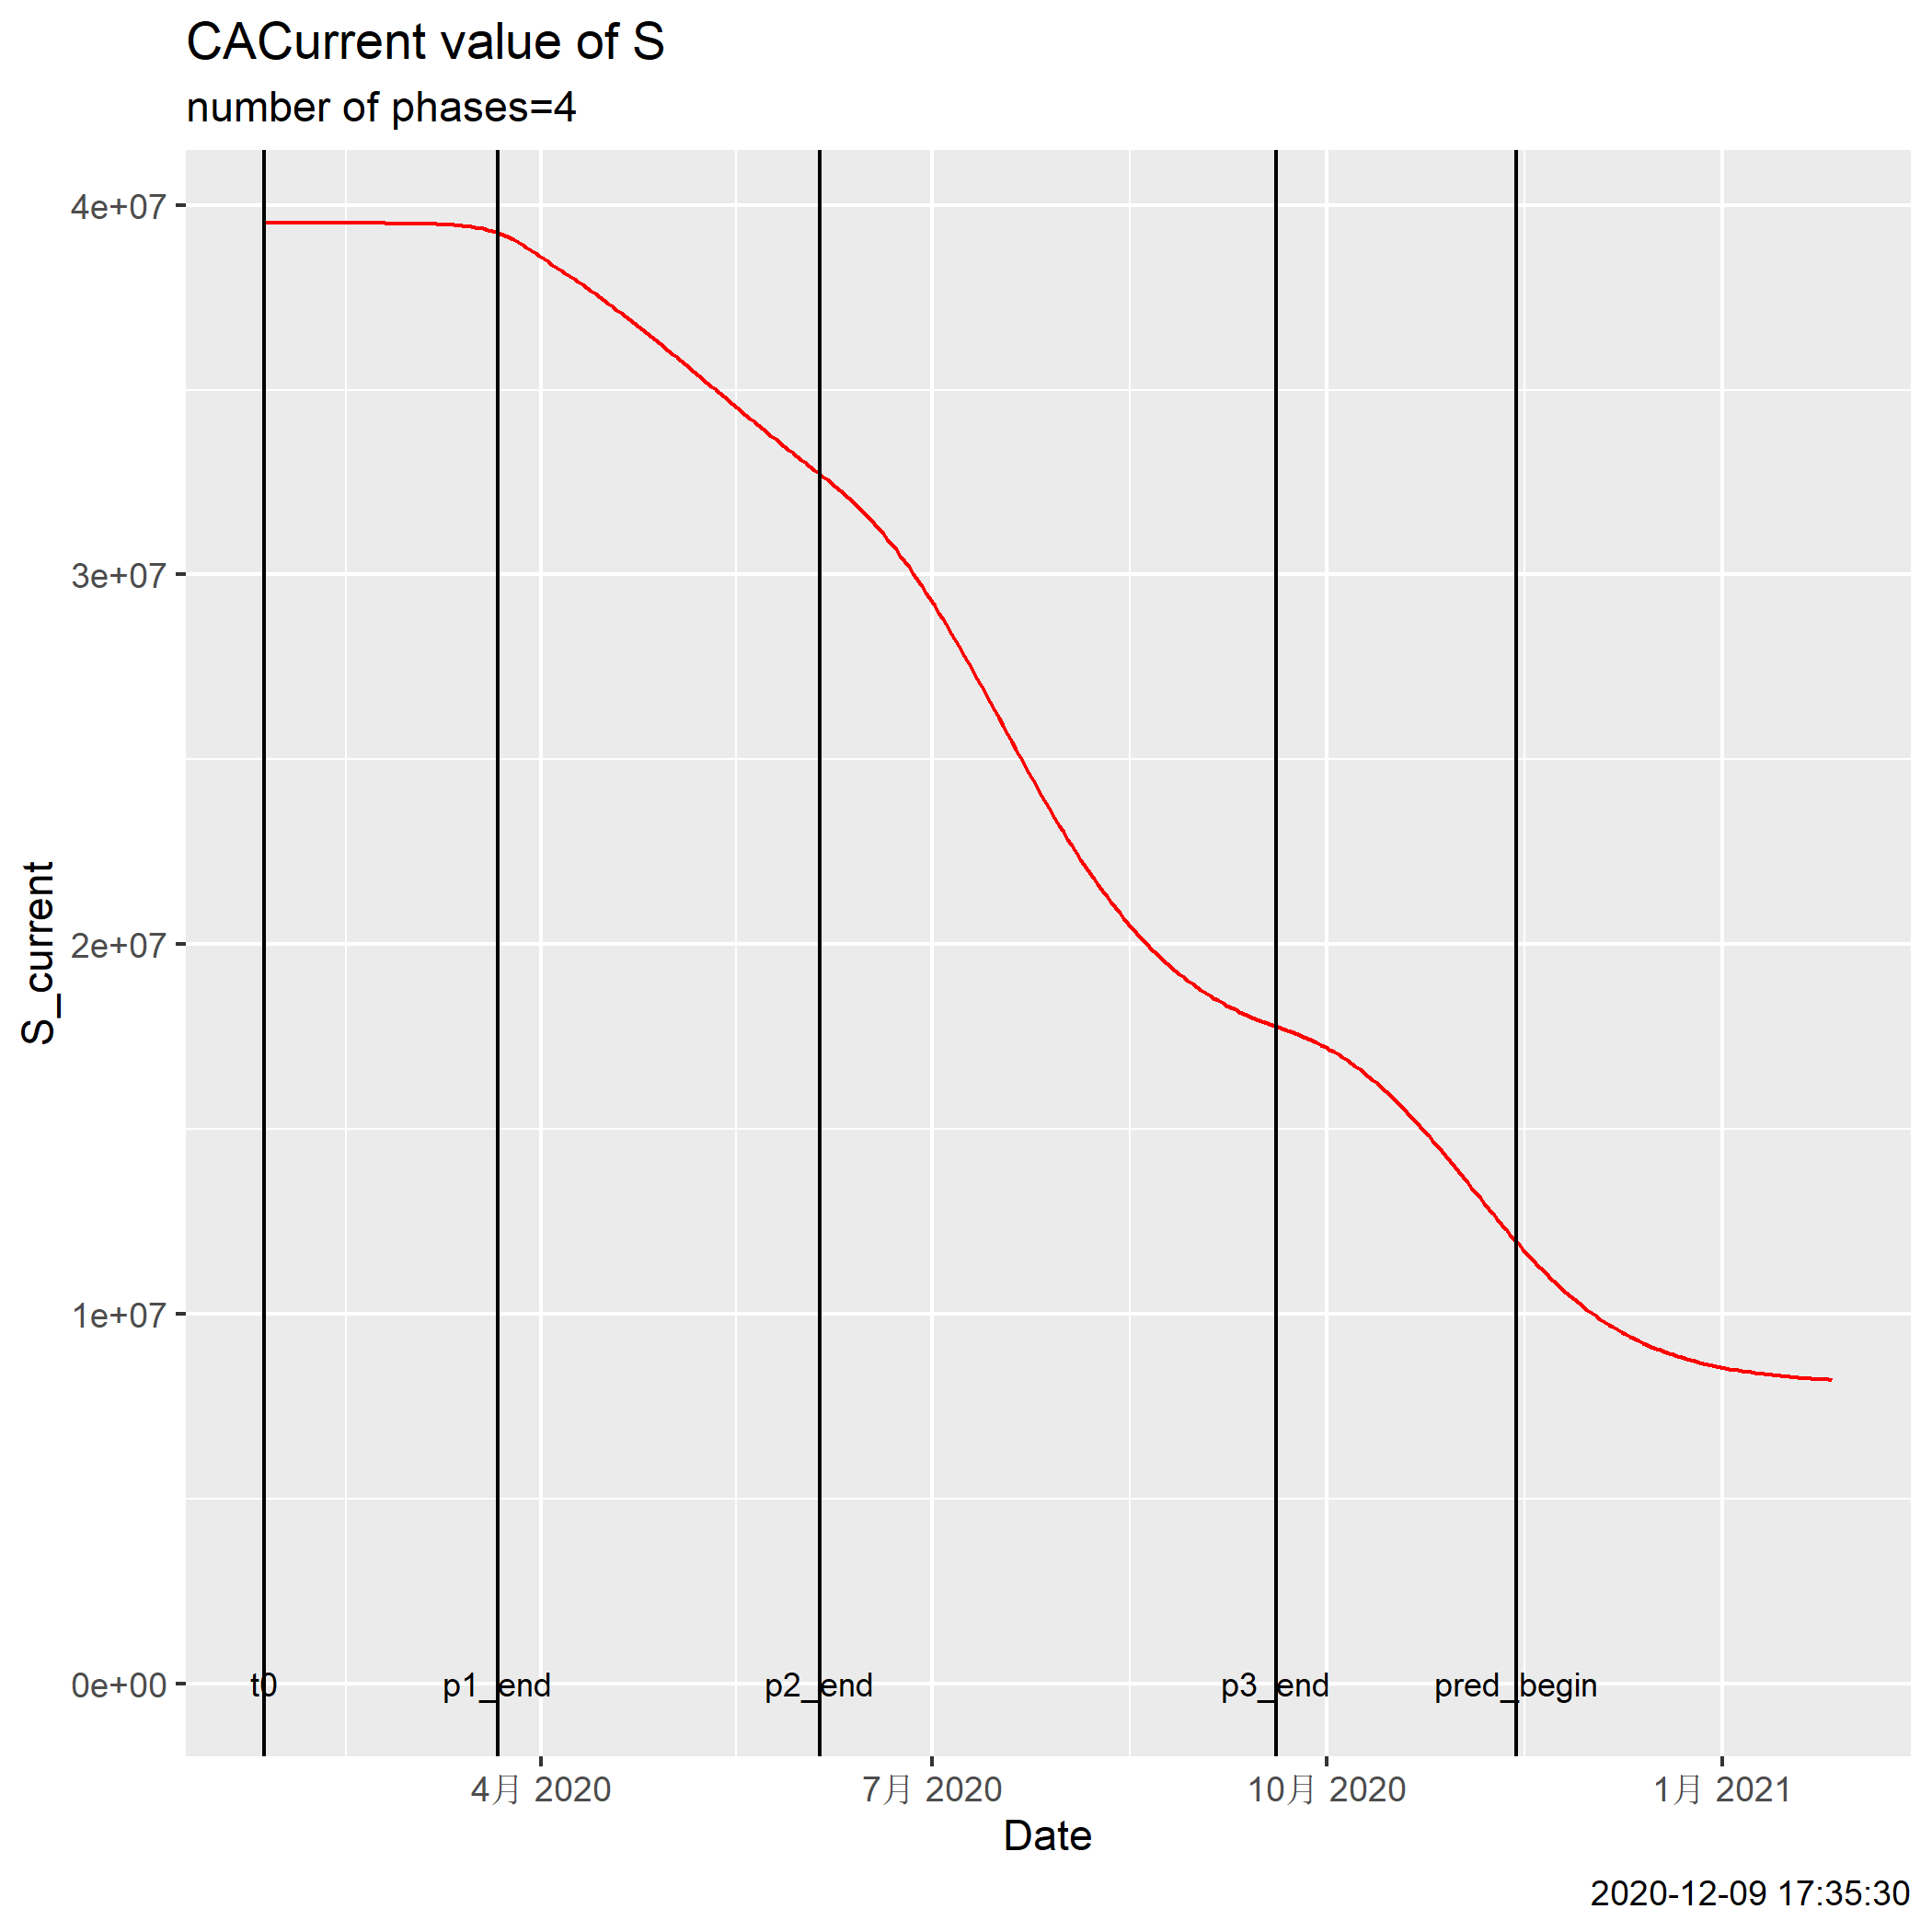 CACurrent value of S
number of phases=4
S_current
4e+07
3e+07
2e+07
1e+07
0e+00
t0
p1_end
p2_end
p3_end
pred_begin
4月 2020
7月 2020
10月 2020
1月 2021
Date
2020-12-09 17:35:30